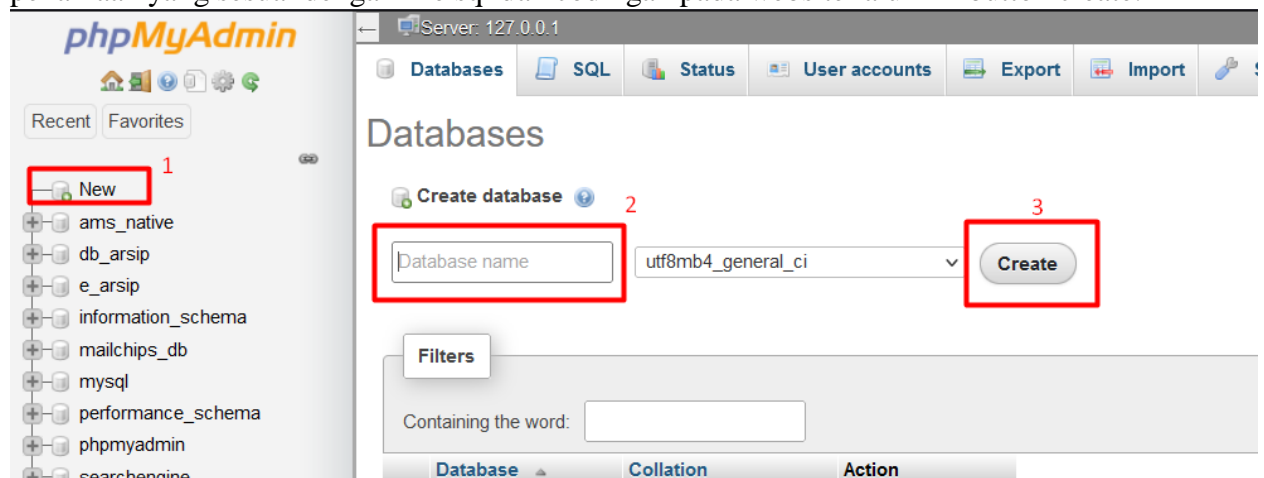 phpMyAdmin
Recent Favorites
1
New
ams_native
db_arsip
e_arsip
information_schema
mailchips_db
mysql
performance_schema
phpmyadmin
searchengine
← Server: 127.0.0.1
Databases SQL Status User accounts Export Import
Databases
Create database
2
3
Database name utf8mb4_general_ci Create
Filters
Containing the word:
Database Collation Action